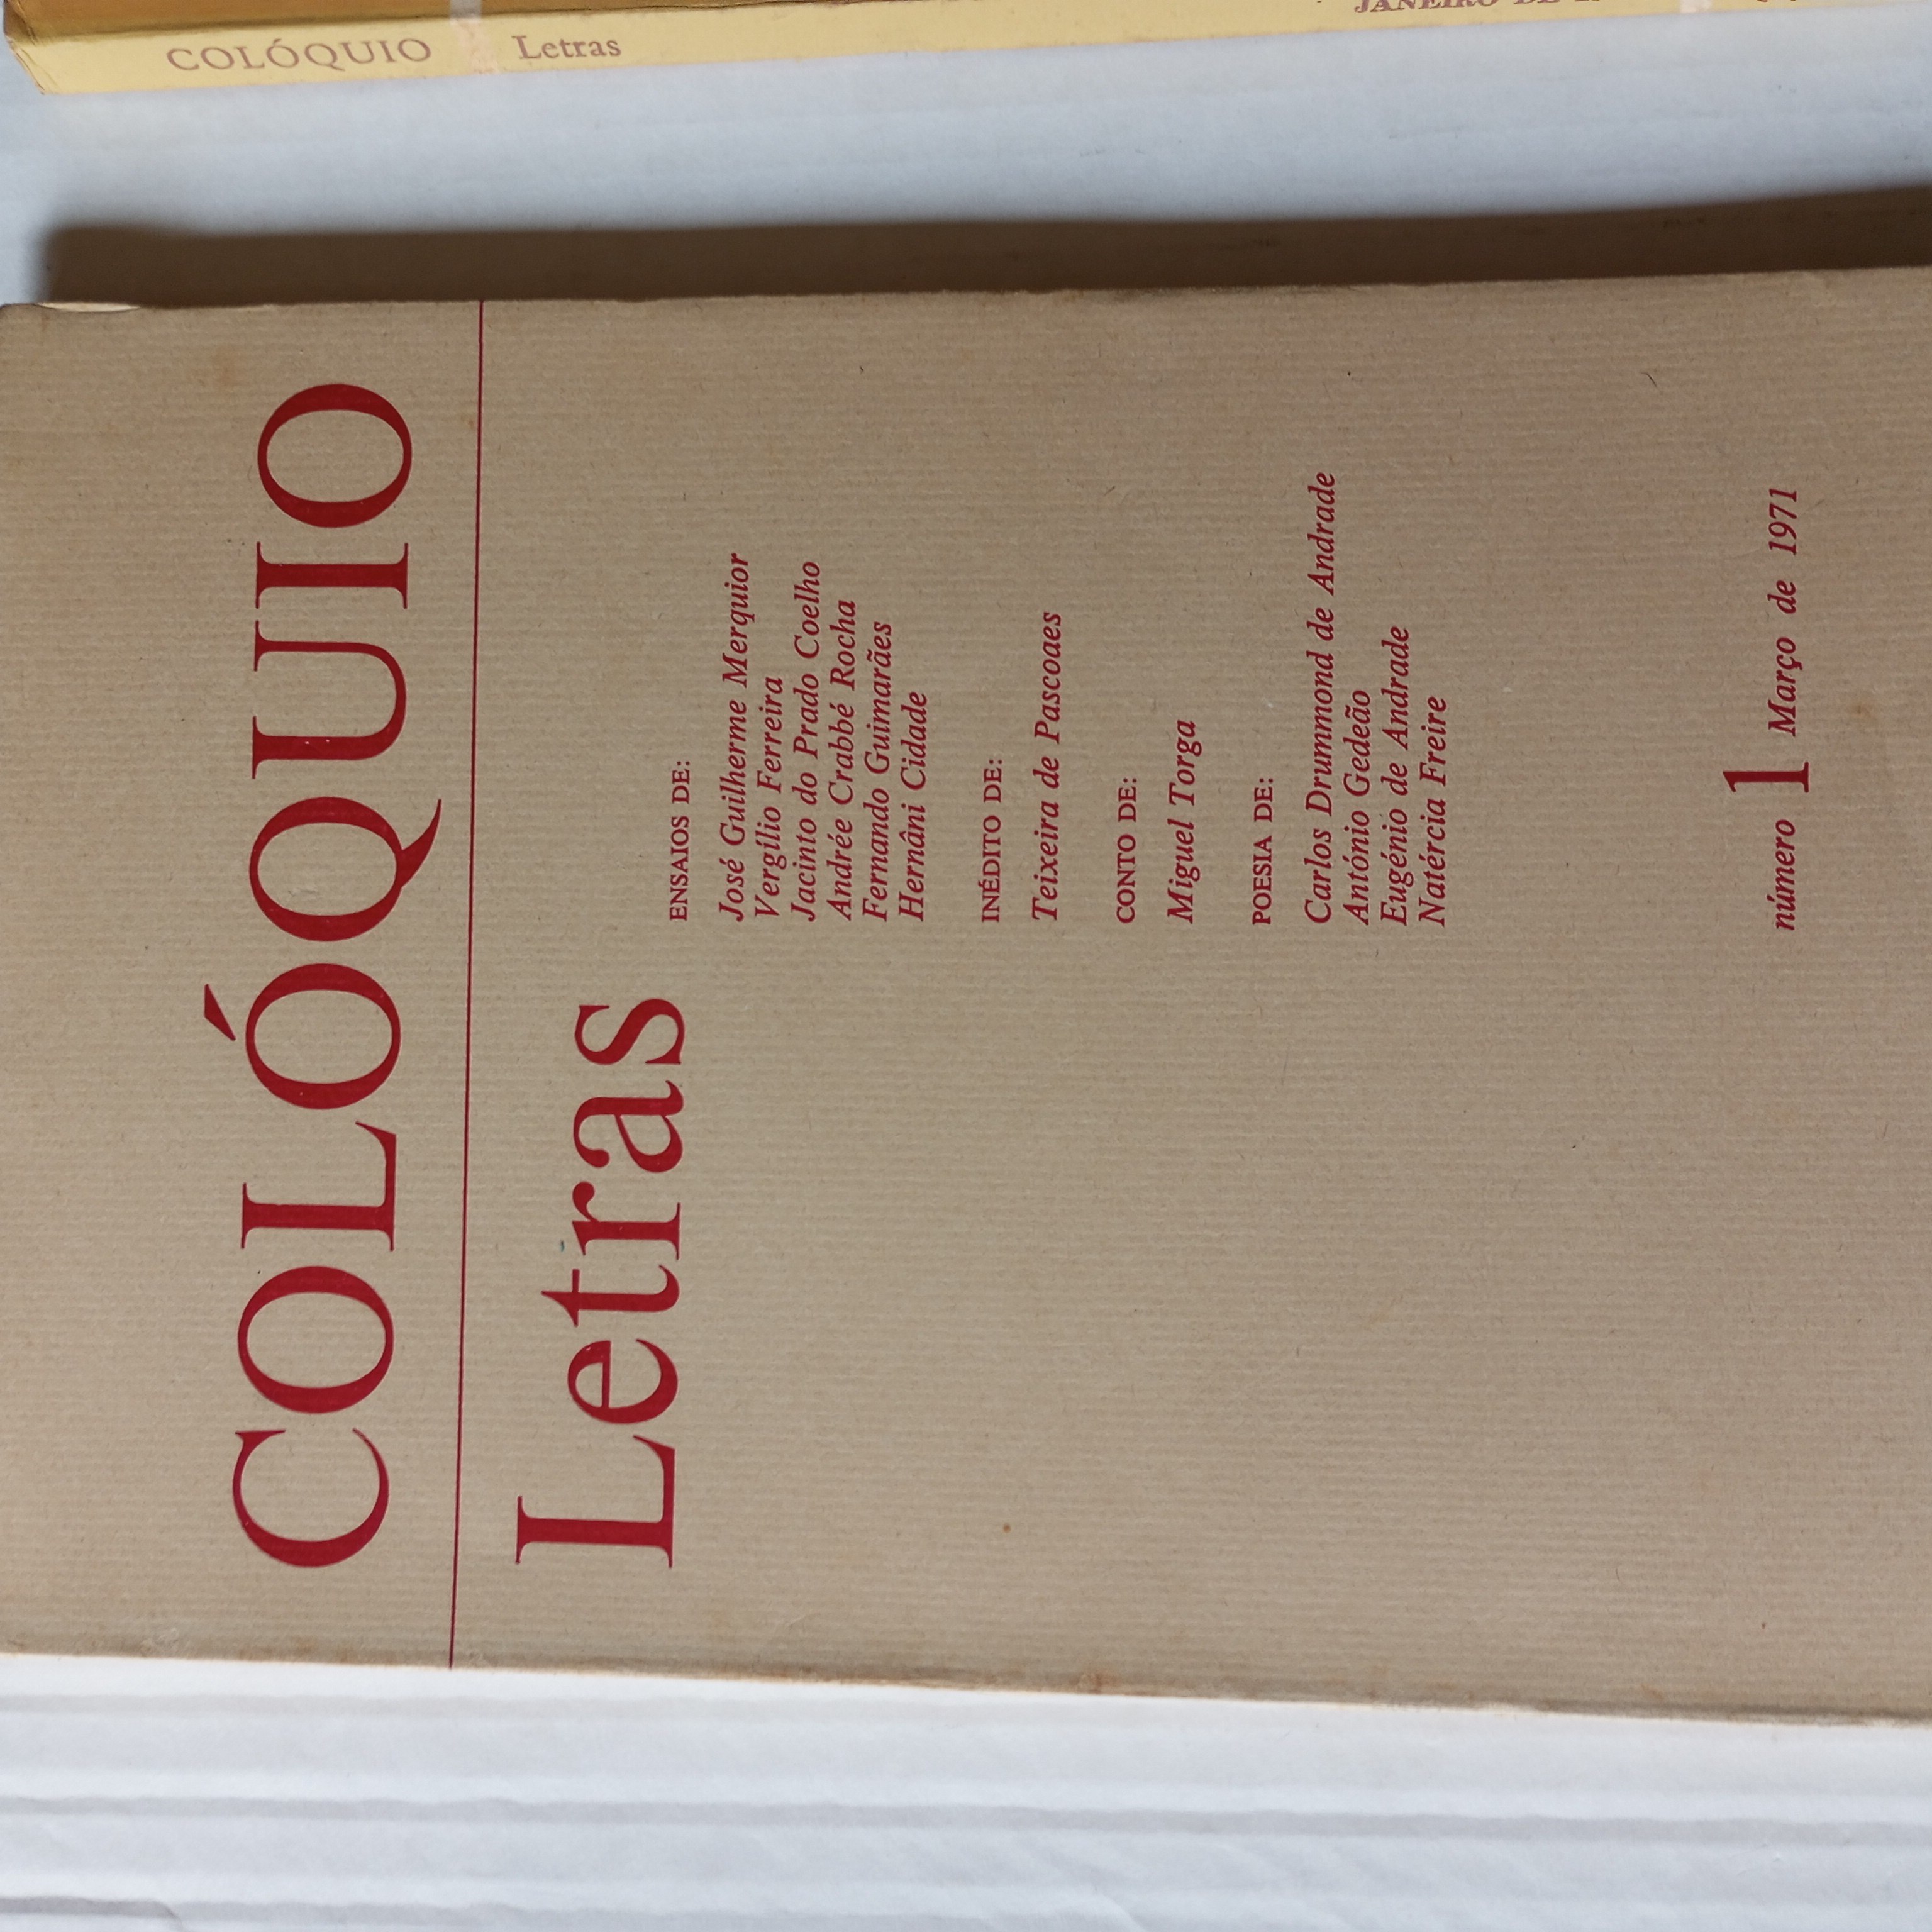 COLÓQUIO Letras
JANEIRO DE
COLÓQUIO
Letras
ENSAIOS DE:
José Guilherme Merquior
Vergílio Ferreira
Jacinto do Prado Coelho
Andrée Crabbé Rocha
Fernando Guimarães
Hernâni Cidade
INÉDITO DE:
Teixeira de Pascoaes
CONTO DE:
Miguel Torga
POESIA DE:
Carlos Drummond de Andrade
António Gedeão
Eugénio de Andrade
Natércia Freire
número 1 Março de 1971